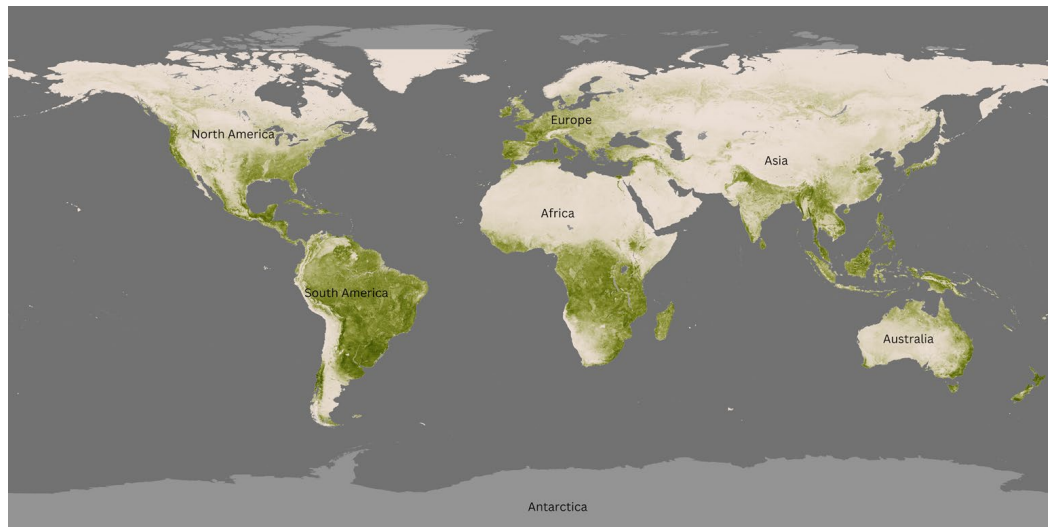 North America
Europe
Asia
Africa
South America
Australia
Antarctica